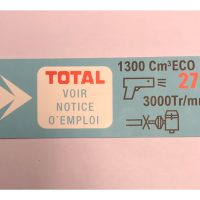 TOTAL
VOIR
NOTICE
D'EMPLOI
1300 Cm³ECO
= 27
3000Tr/m